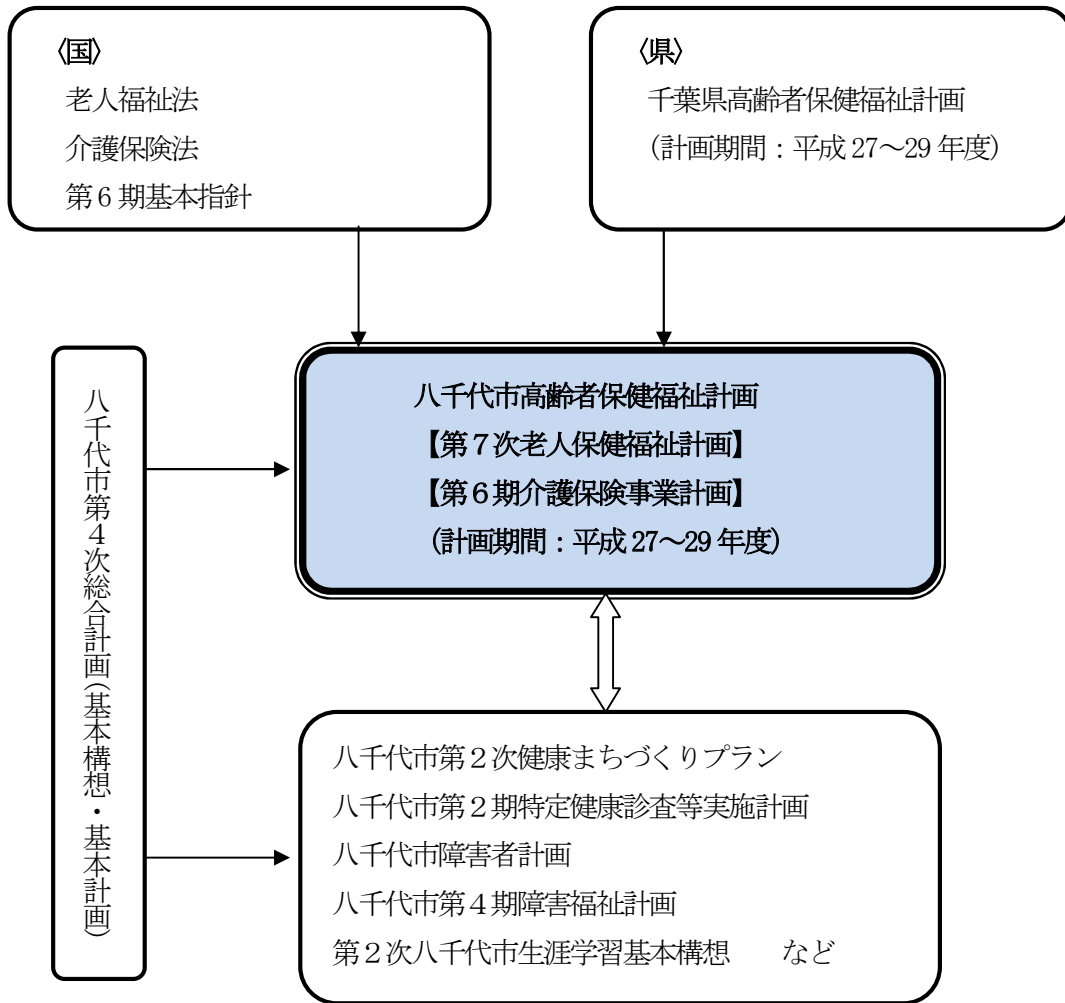 〈国〉
老人福祉法
介護保険法
第６期基本指針
〈県〉
千葉県高齢者保健福祉計画
(計画期間：平成 27～29 年度)
八千代市第４次総合計画(基本構想・基本計画)
八千代市高齢者保健福祉計画
【第７次老人保健福祉計画】
【第６期介護保険事業計画】
(計画期間：平成 27～29 年度)
八千代市第２次健康まちづくりプラン
八千代市第２期特定健康診査等実施計画
八千代市障害者計画
八千代市第４期障害福祉計画
第２次八千代市生涯学習基本構想　　など